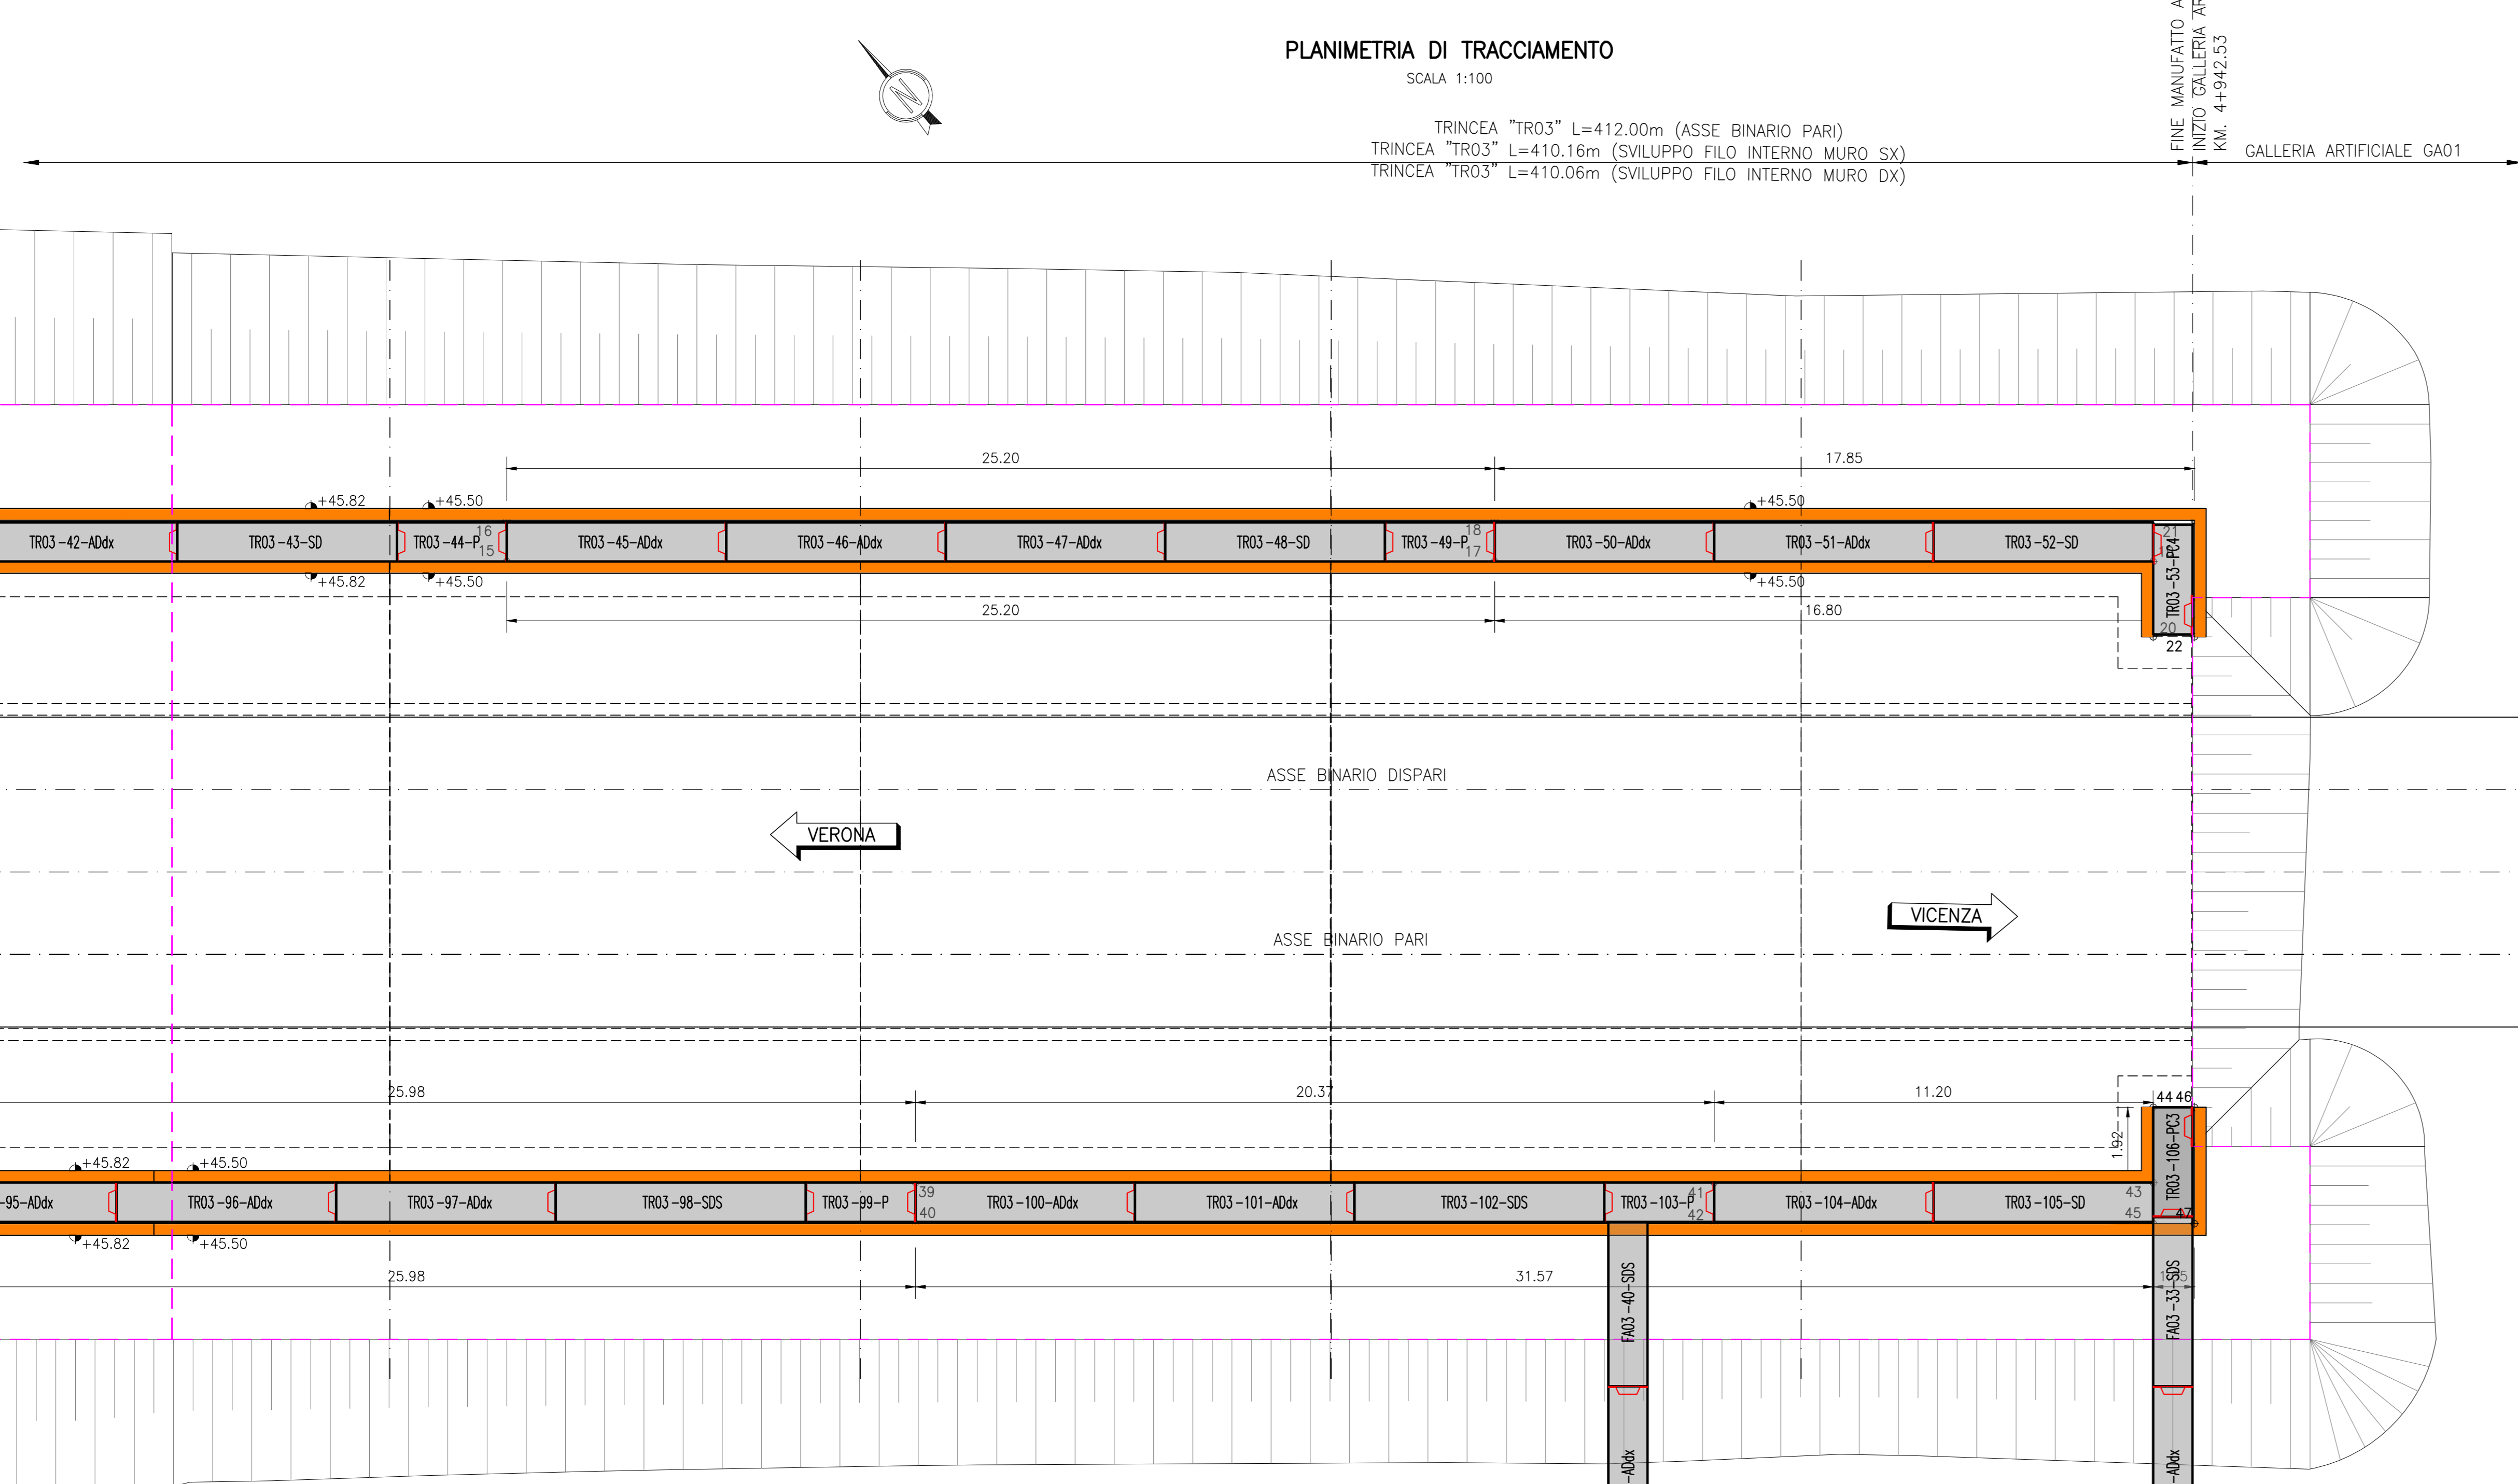 PLANIMETRIA DI TRACCIAMENTO
SCALA 1:100
TRINCEA "TR03" L=412.00m (ASSE BINARIO PARI)
TRINCEA "TR03" L=410.16m (SVILUPPO FILO INTERNO MURO SX)
TRINCEA "TR03" L=410.06m (SVILUPPO FILO INTERNO MURO DX)
FINE MANUFATTO
INIZIO GALLERIA
KM. 4+942.53
GALLERIA ARTIFICIALE GA01
N
25.20
17.85
+45.82
+45.50
+45.50
TR03-42-ADdx
TR03-43-SD
TR03-44-P
16
15
TR03-45-ADdx
TR03-46-ADdx
TR03-47-ADdx
TR03-48-SD
TR03-49-P
18
17
TR03-50-ADdx
TR03-51-ADdx
TR03-52-SD
21
TR03-53-PC4
20
22
+45.82
+45.50
+45.50
25.20
16.80
ASSE BINARIO DISPARI
VERONA
VICENZA
ASSE BINARIO PARI
25.98
20.37
11.20
44 46
1.92
+45.82
+45.50
-95-ADdx
TR03-96-ADdx
TR03-97-ADdx
TR03-98-SDS
TR03-99-P
39
40
TR03-100-ADdx
TR03-101-ADdx
TR03-102-SDS
TR03-103-P
41
42
TR03-104-ADdx
TR03-105-SD
43
45
TR03-106-PC3
47
+45.82
+45.50
25.98
31.57
FA03-40-SDS
FA03-33-SDS
-ADdx
-ADdx